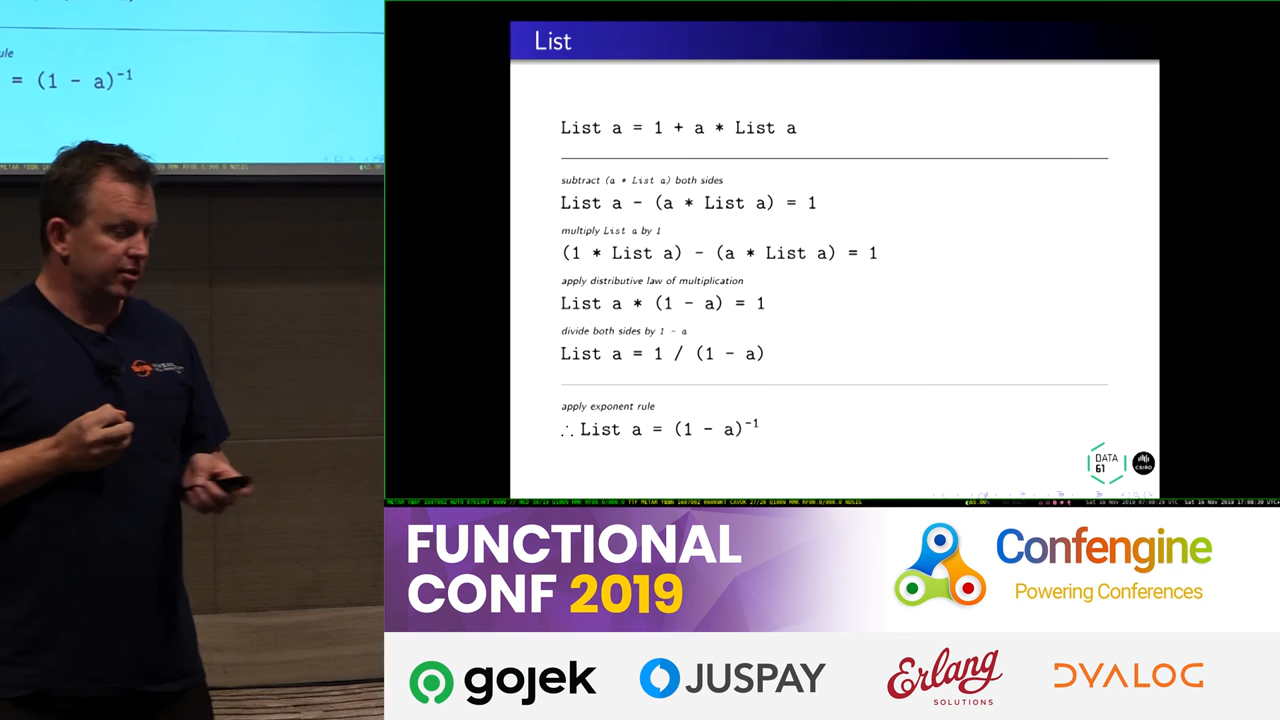 ule
= (1 - a)⁻¹
List
List a = 1 + a * List a
subtract (a * List a) both sides
List a - (a * List a) = 1
multiply List a by 1
(1 * List a) - (a * List a) = 1
apply distributive law of multiplication
List a * (1 - a) = 1
divide both sides by 1 - a
List a = 1 / (1 - a)
apply exponent rule
∴ List a = (1 - a)⁻¹
DATA
61
CSIRO
FUNCTIONAL
CONF 2019
Confengine
Powering Conferences
gojek
JUSPAY
Erlang
SOLUTIONS
DYALOG